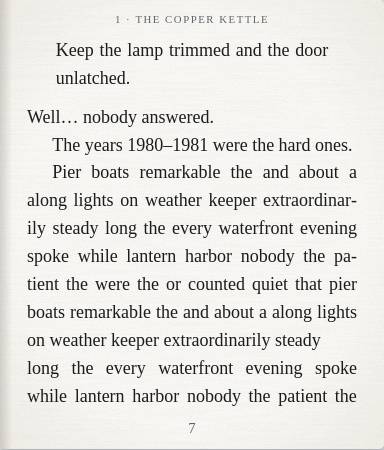 1 · THE COPPER KETTLE
Keep the lamp trimmed and the door
unlatched.
Well… nobody answered.
The years 1980–1981 were the hard ones.
Pier boats remarkable the and about a
along lights on weather keeper extraordinar-
ily steady long the every waterfront evening
spoke while lantern harbor nobody the pa-
tient the were the or counted quiet that pier
boats remarkable the and about a along lights
on weather keeper extraordinarily steady
long the every waterfront evening spoke
while lantern harbor nobody the patient the
7